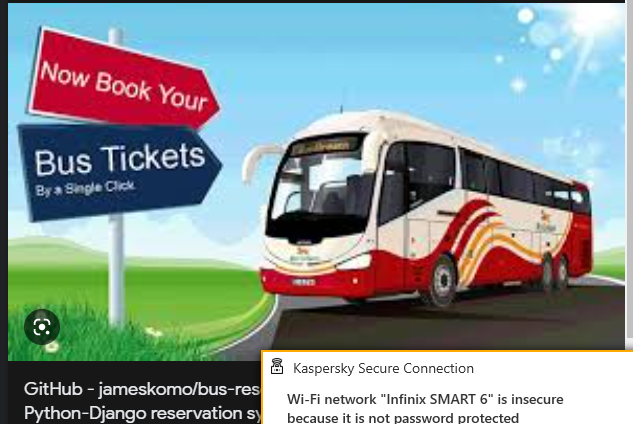 Now Book Your
Bus Tickets
By a Single Click
GitHub - jameskomo/bus-res
Python-Django reservation sy
Kaspersky Secure Connection
Wi-Fi network "Infinix SMART 6" is insecure
because it is not password protected